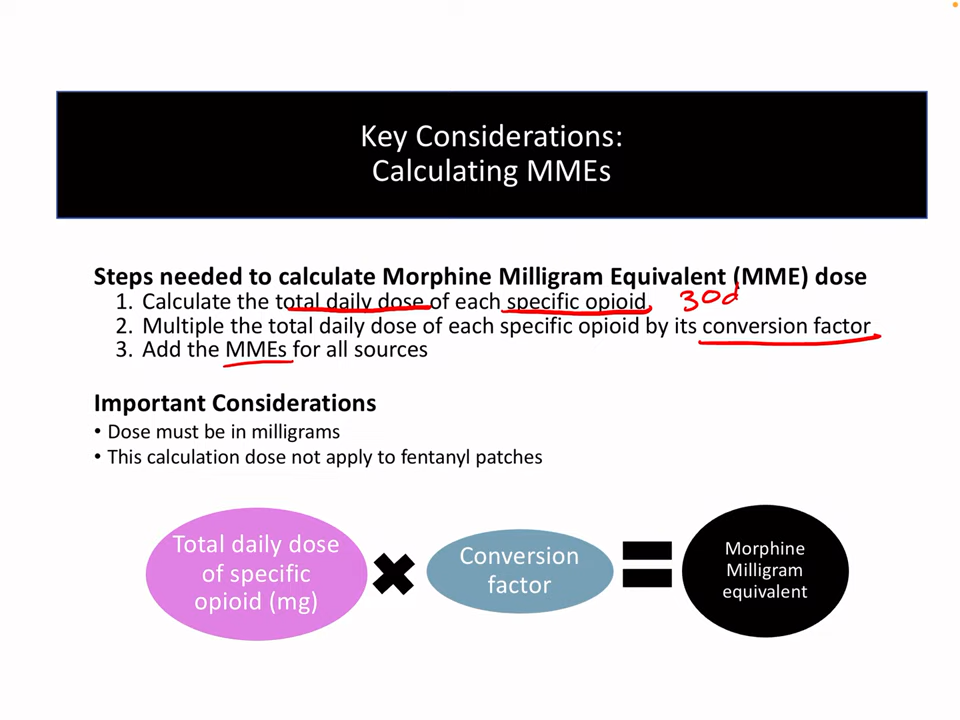 Key Considerations:
Calculating MMEs
Steps needed to calculate Morphine Milligram Equivalent (MME) dose
1. Calculate the total daily dose of each specific opioid. 30d
2. Multiple the total daily dose of each specific opioid by its conversion factor
3. Add the MMEs for all sources
Important Considerations
• Dose must be in milligrams
• This calculation dose not apply to fentanyl patches
Total daily dose
of specific
opioid (mg)
Conversion
factor
Morphine
Milligram
equivalent